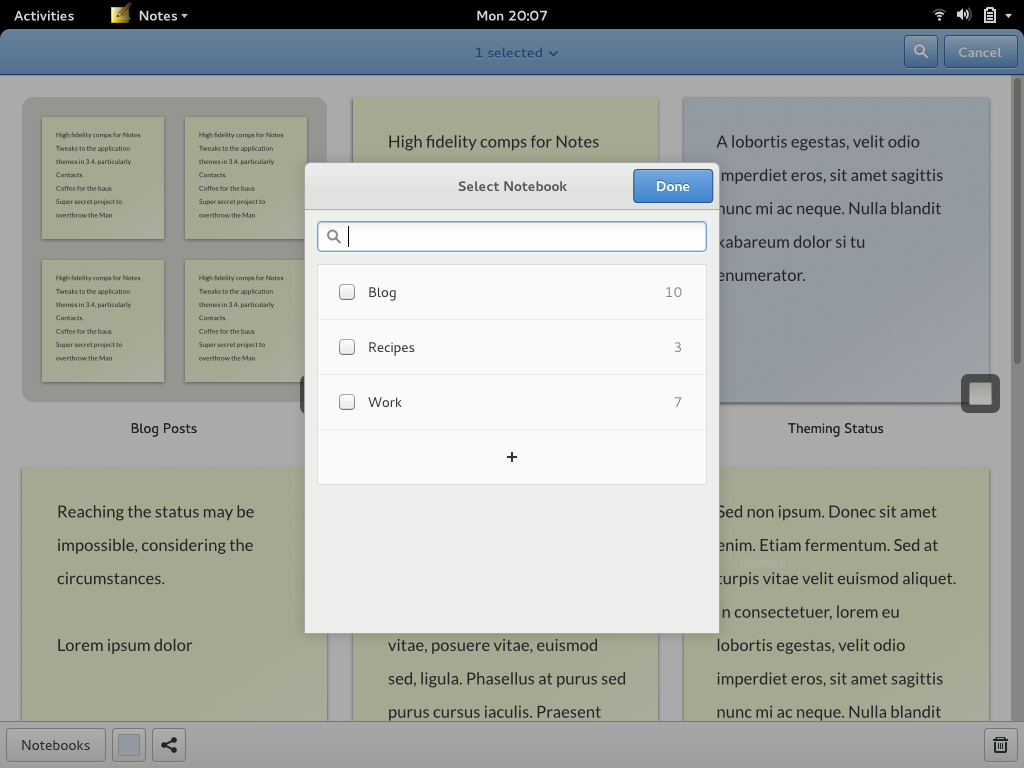 Activities
Notes
Mon 20:07
1 selected
Cancel
High fidelity comps for Notes
Tweaks to the application
themes in 3.4, particularly
Contacts.
Coffee for the baus
Super secret project to
overthrow the Man
High fidelity comps for Notes
Tweaks to the application
themes in 3.4, particularly
Contacts.
Coffee for the baus
Super secret project to
overthrow the Man
High fidelity comps for Notes
Tweaks to the application
themes in 3.4, particularly
Contacts.
Coffee for the baus
Super secret project to
overthrow the Man
High fidelity comps for Notes
Tweaks to the application
themes in 3.4, particularly
Contacts.
Coffee for the baus
Super secret project to
overthrow the Man
Blog Posts
High fidelity comps for Notes
A lobortis egestas, velit odio
imperdiet eros, sit amet sagittis
nunc mi ac neque. Nulla blandit
kabareum dolor si tu
enumerator.
Theming Status
Select Notebook
Done
Blog
10
Recipes
3
Work
7
+
Reaching the status may be
impossible, considering the
circumstances.
Lorem ipsum dolor
vitae, posuere vitae, euismod
sed, ligula. Phasellus at purus sed
purus cursus iaculis. Praesent
Sed non ipsum. Donec sit amet
enim. Etiam fermentum. Sed at
turpis vitae velit euismod aliquet.
n consectetuer, lorem eu
lobortis egestas, velit odio
imperdiet eros, sit amet sagittis
nunc mi ac neque. Nulla blandit
Notebooks